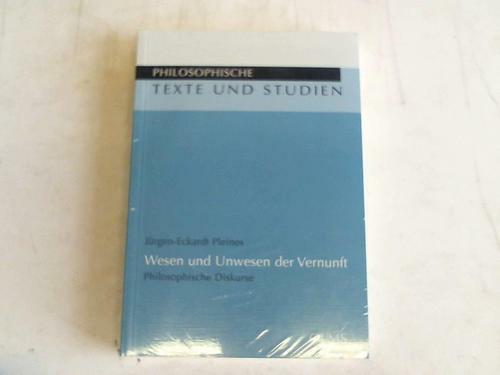 PHILOSOPHISCHE
TEXTE UND STUDIEN
Jürgen-Eckardt Pleines
Wesen und Unwesen der Vernunft
Philosophische Diskurse